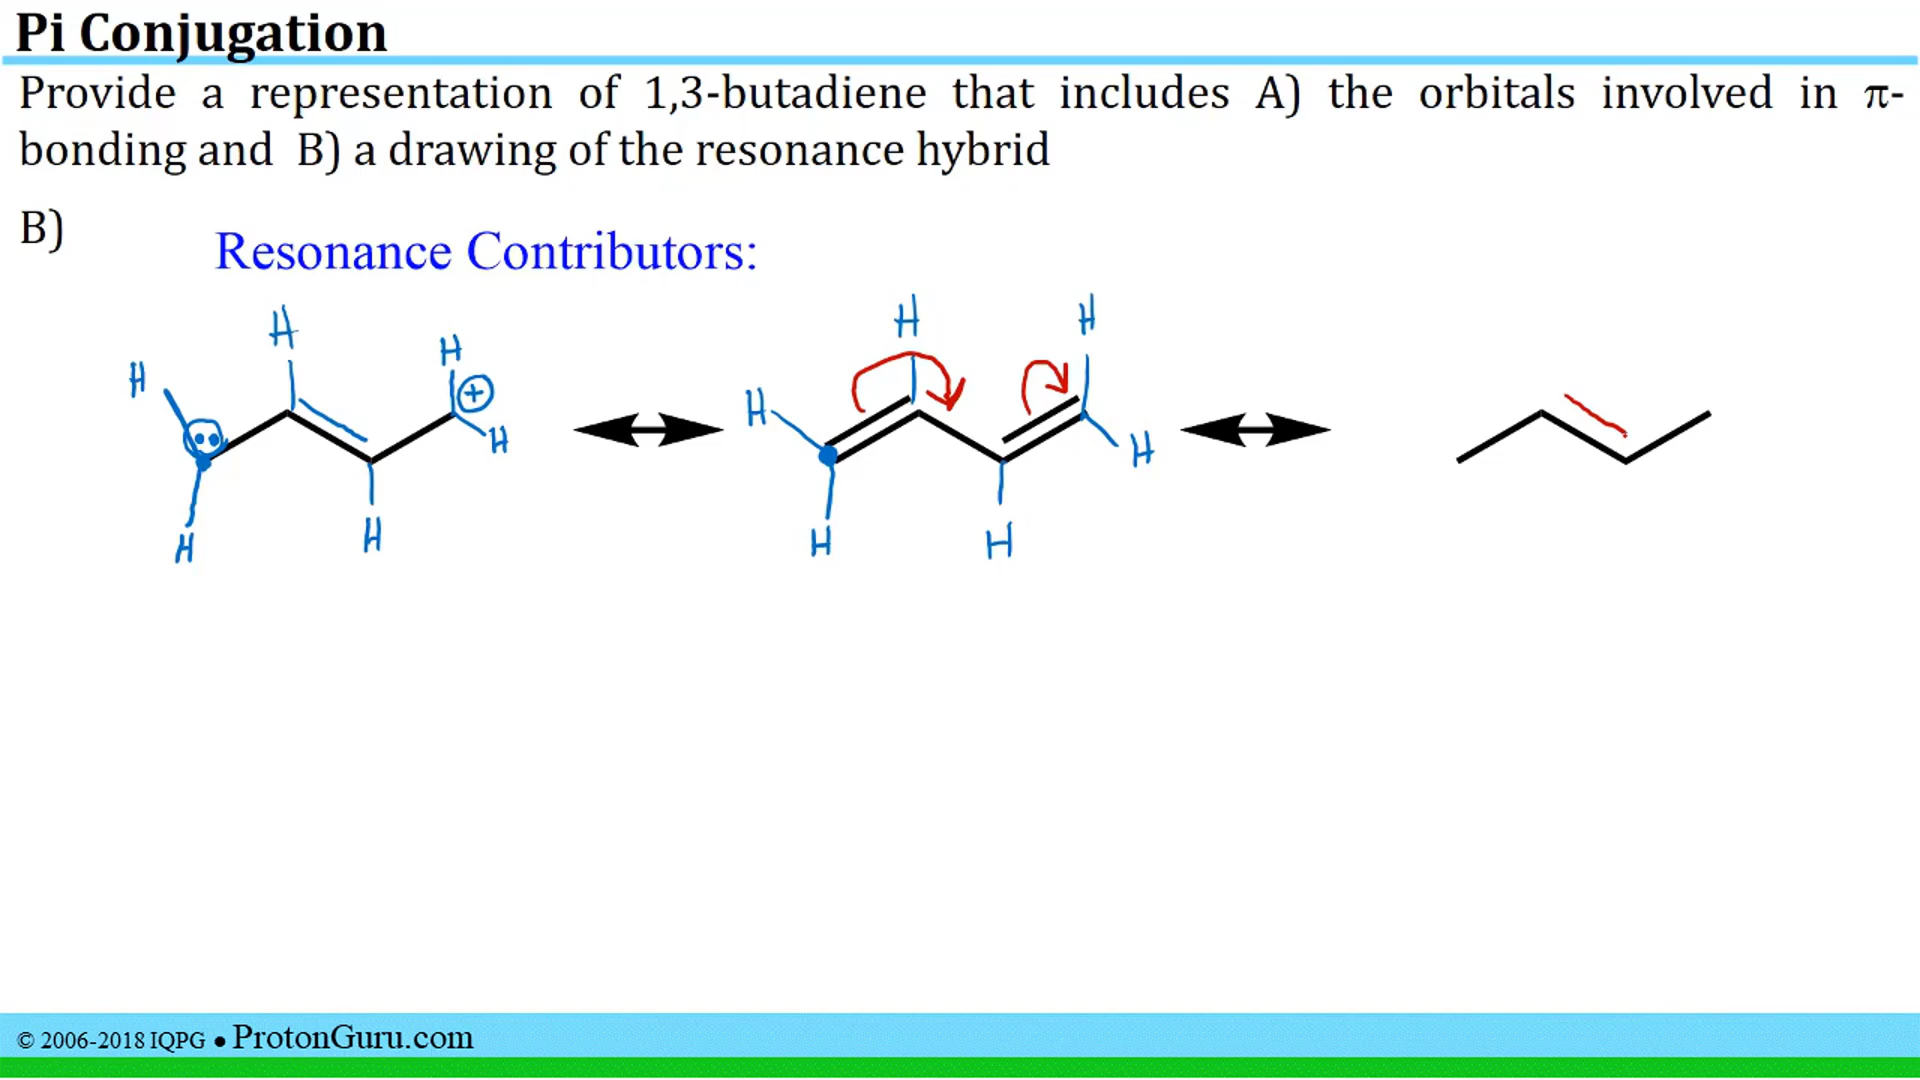 Pi Conjugation
Provide a representation of 1,3-butadiene that includes A) the orbitals involved in π-
bonding and B) a drawing of the resonance hybrid
B)
Resonance Contributors:
H H H + H H H
H H H H H H
© 2006-2018 IQPG ● ProtonGuru.com